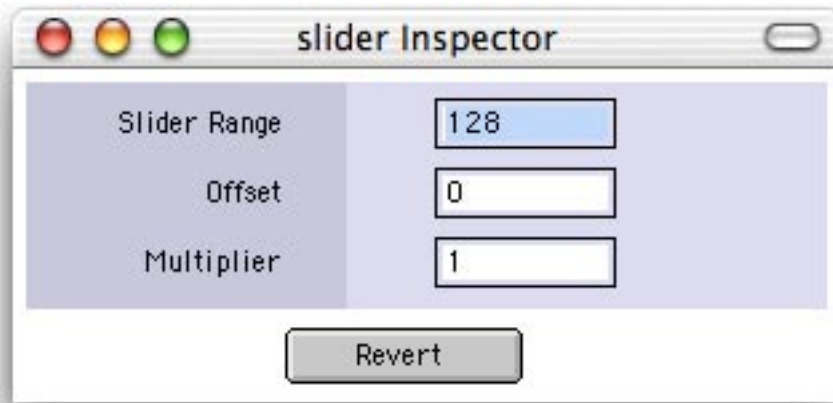 slider Inspector
Slider Range 128
Offset 0
Multiplier 1
Revert